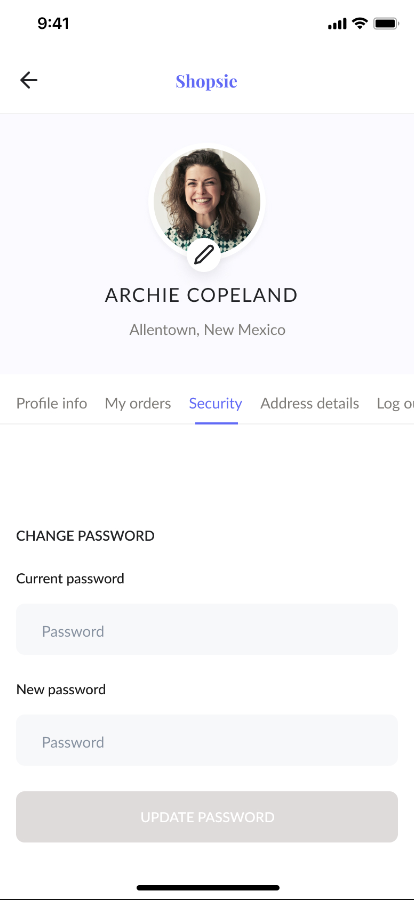 9:41
Shopsie
ARCHIE COPELAND
Allentown, New Mexico
Profile info My orders Security Address details Log ou
CHANGE PASSWORD
Current password
Password
New password
Password
UPDATE PASSWORD